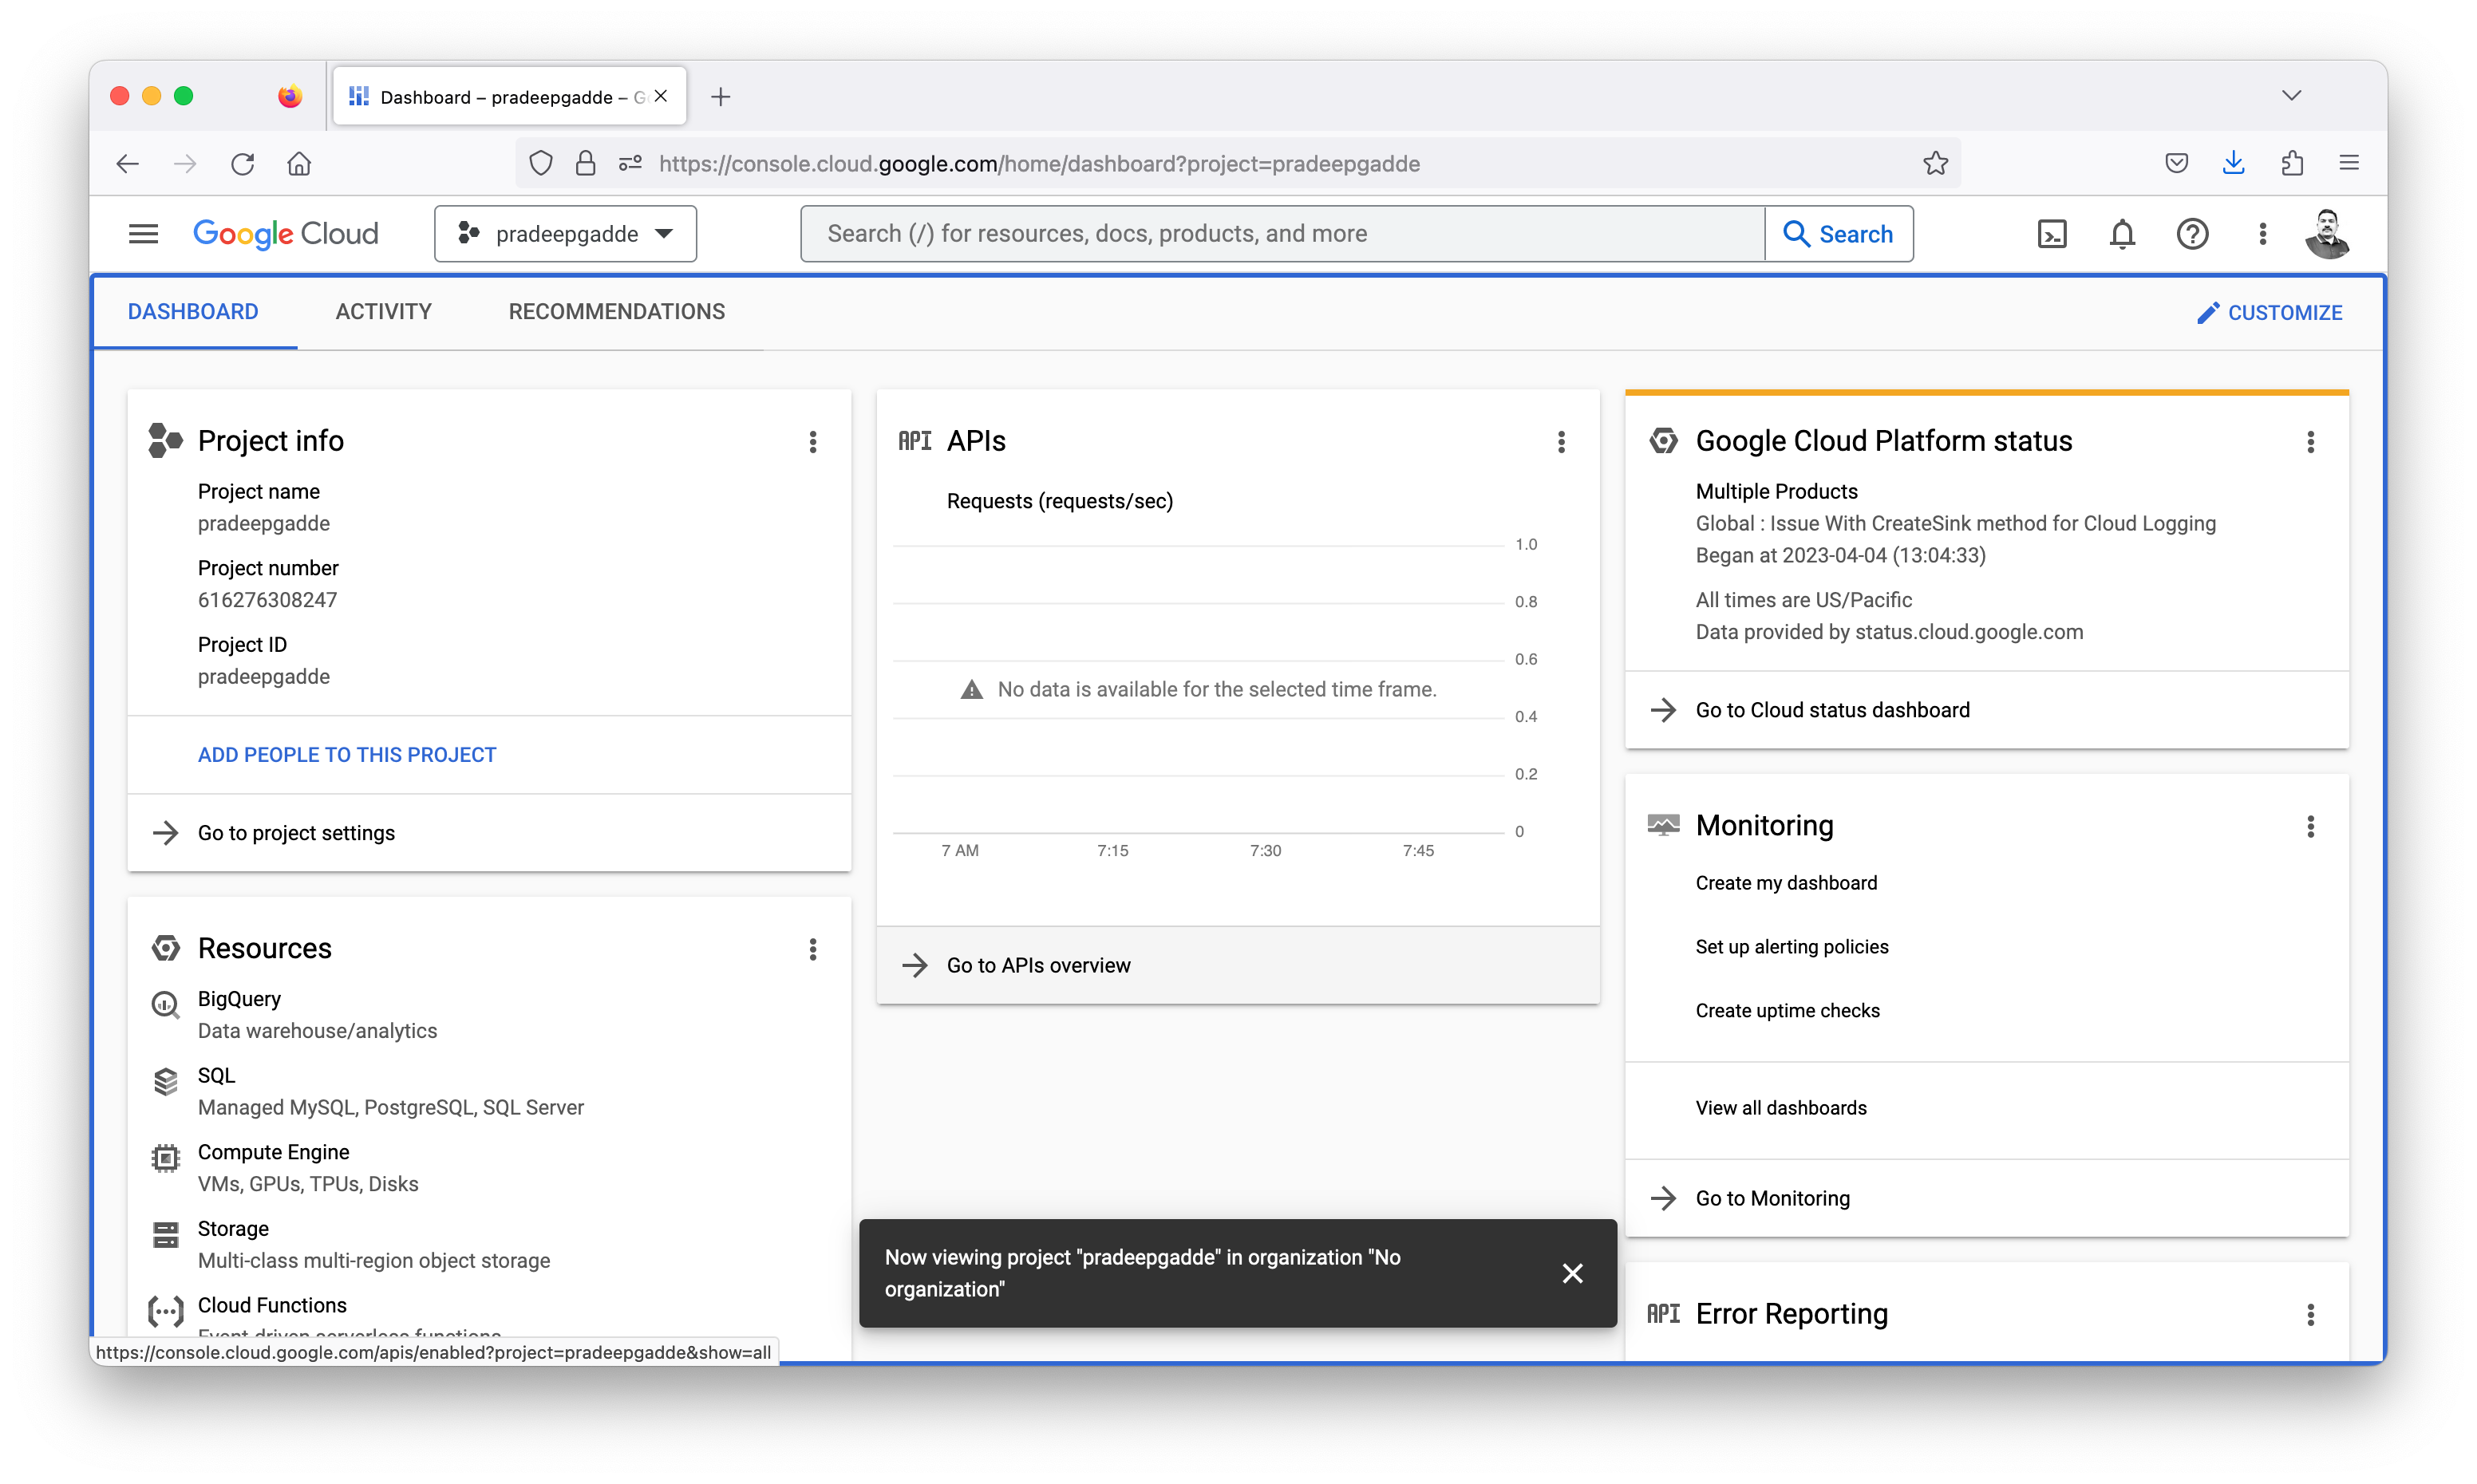 Dashboard – pradeepgadde – G
https://console.cloud.google.com/home/dashboard?project=pradeepgadde
Google Cloud
pradeepgadde
Search (/) for resources, docs, products, and more
Search
DASHBOARD
ACTIVITY
RECOMMENDATIONS
CUSTOMIZE
Project info
Project name
pradeepgadde
Project number
616276308247
Project ID
pradeepgadde
ADD PEOPLE TO THIS PROJECT
Go to project settings
Resources
BigQuery
Data warehouse/analytics
SQL
Managed MySQL, PostgreSQL, SQL Server
Compute Engine
VMs, GPUs, TPUs, Disks
Storage
Multi-class multi-region object storage
Cloud Functions
Event-driven serverless functions
https://console.cloud.google.com/apis/enabled?project=pradeepgadde&show=all
API APIs
Requests (requests/sec)
1.0
0.8
0.6
No data is available for the selected time frame.
0.4
0.2
0
7 AM 7:15 7:30 7:45
Go to APIs overview
Now viewing project "pradeepgadde" in organization "No
organization"
Google Cloud Platform status
Multiple Products
Global : Issue With CreateSink method for Cloud Logging
Began at 2023-04-04 (13:04:33)
All times are US/Pacific
Data provided by status.cloud.google.com
Go to Cloud status dashboard
Monitoring
Create my dashboard
Set up alerting policies
Create uptime checks
View all dashboards
Go to Monitoring
API Error Reporting